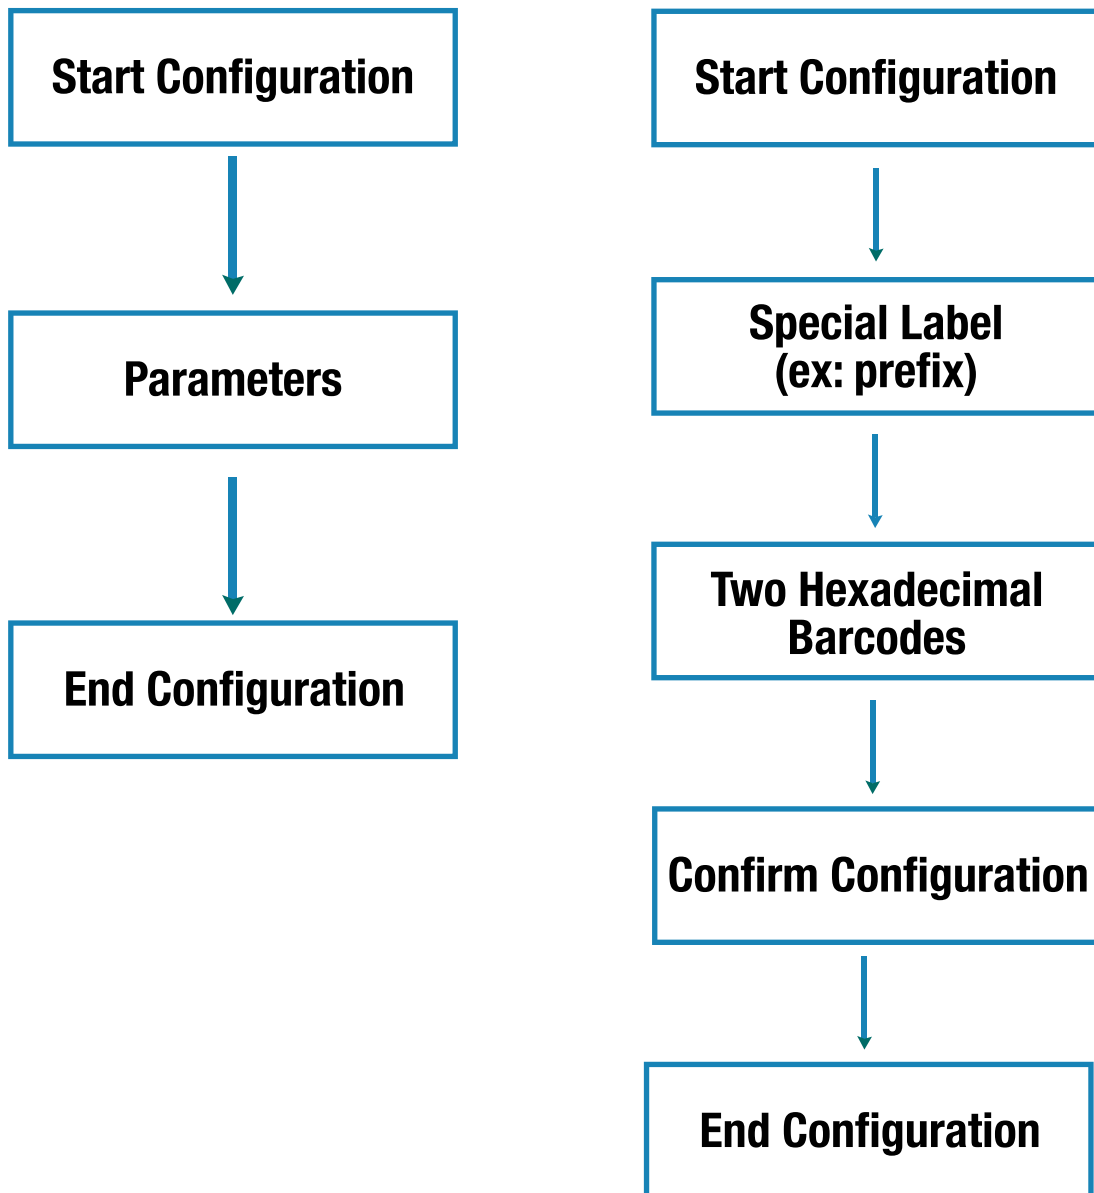 Start Configuration
Parameters
End Configuration
Start Configuration
Special Label
(ex: prefix)
Two Hexadecimal
Barcodes
Confirm Configuration
End Configuration